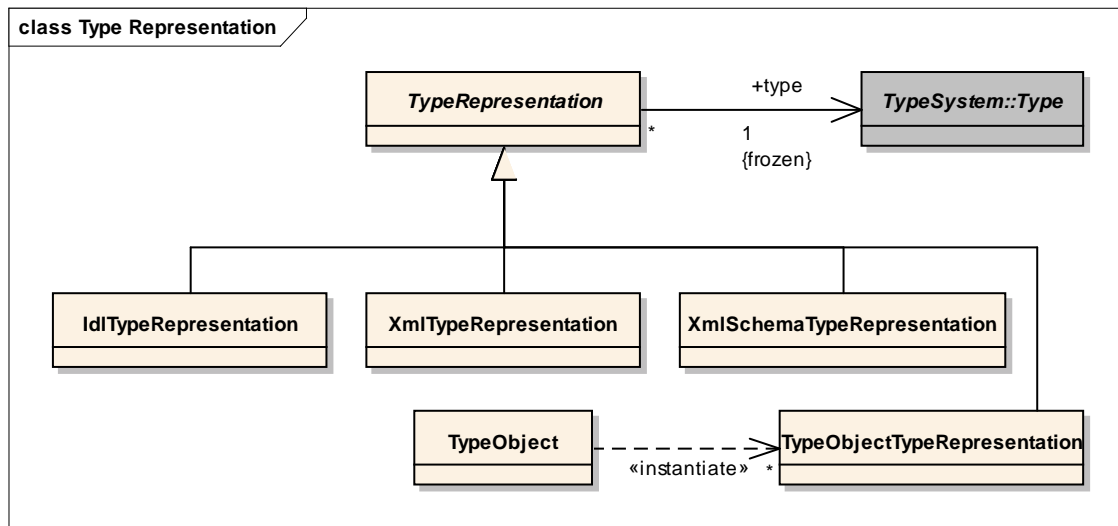 class Type Representation
TypeRepresentation
+type
TypeSystem::Type
*
1
{frozen}
IdlTypeRepresentation
XmlTypeRepresentation
XmlSchemaTypeRepresentation
TypeObject
TypeObjectTypeRepresentation
«instantiate»
*